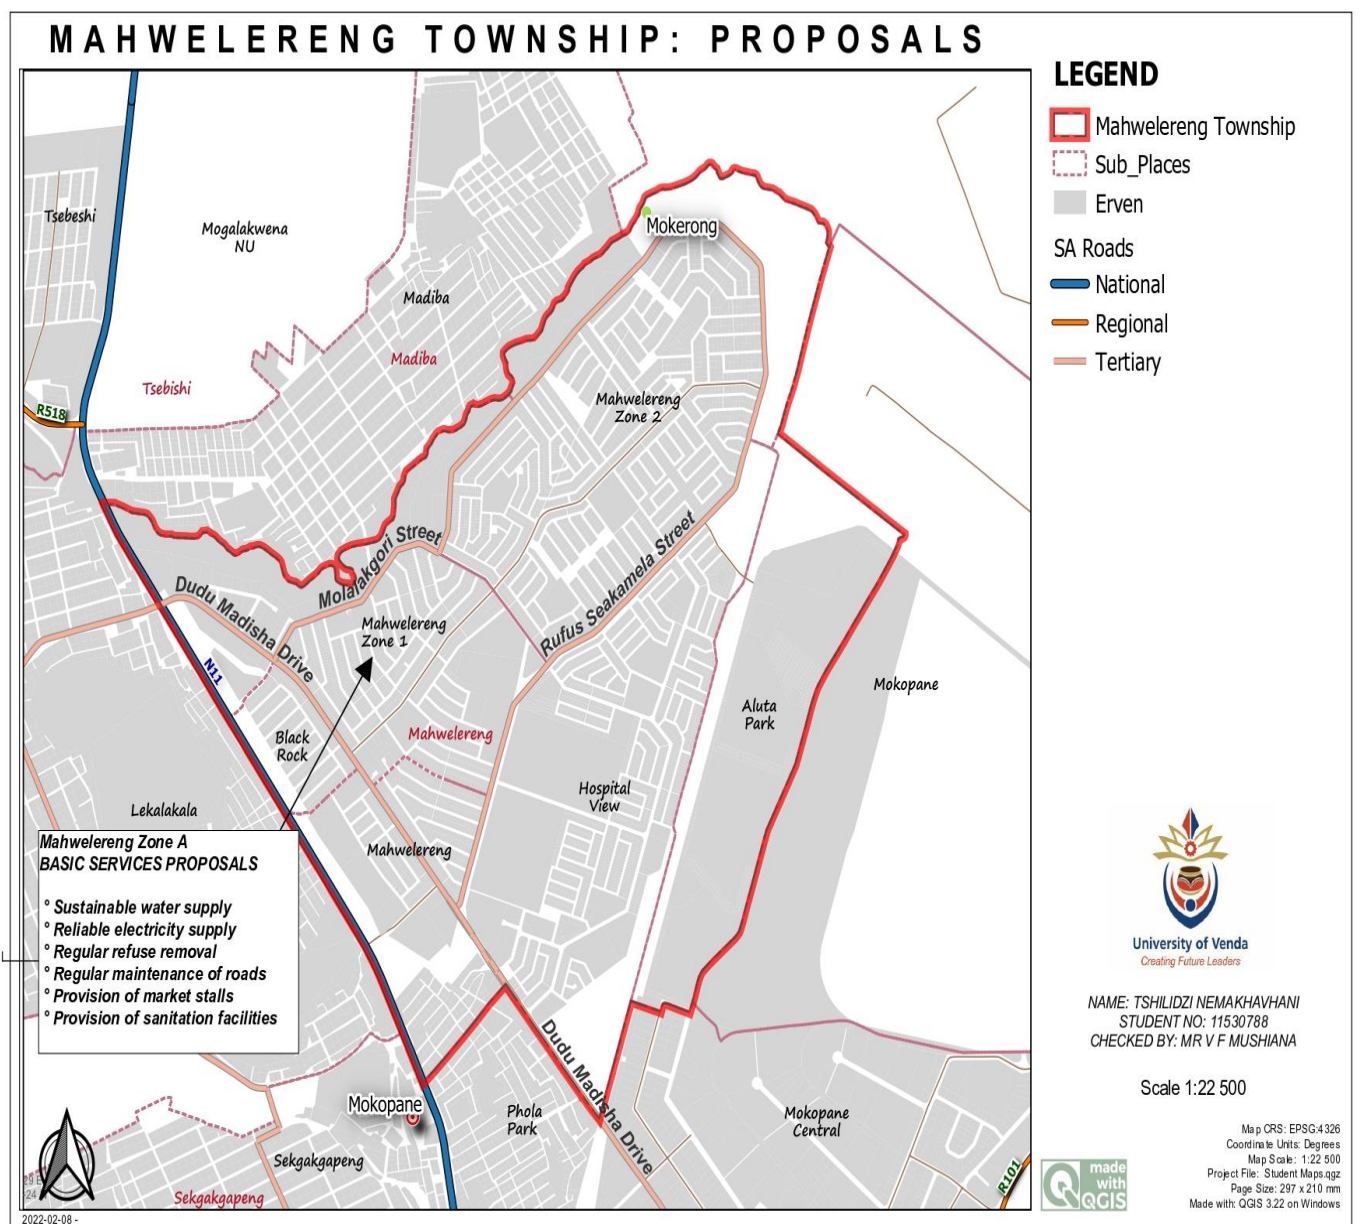 MAHWELERENG TOWNSHIP: PROPOSALS
LEGEND
Mahwelereng Township
Sub_Places
Erven
SA Roads
National
Regional
Tertiary
Tsebeshi
Mogalakwena
NU
Mokerong
Madiba
Madiba
Tsebishi
R518
Mahwelereng
Zone 2
Molalakgori Street
Dudu Madisha Drive
Rufus Seakamela Street
Mahwelereng
Zone 1
N11
Mokopane
Aluta
Park
Black
Rock
Mahwelereng
Hospital
View
Lekalakala
Mahwelereng
Mahwelereng Zone A
BASIC SERVICES PROPOSALS
° Sustainable water supply
° Reliable electricity supply
° Regular refuse removal
° Regular maintenance of roads
° Provision of market stalls
° Provision of sanitation facilities
Dudu Madisha Drive
Mokopane
Phola
Park
Mokopane
Central
Sekgakgapeng
Sekgakgapeng
R101
University of Venda
Creating Future Leaders
NAME: TSHILIDZI NEMAKHAVHANI
STUDENT NO: 11530788
CHECKED BY: MR V F MUSHIANA
Scale 1:22 500
Map CRS: EPSG:4326
Coordinate Units: Degrees
Map Scale: 1:22 500
Project File: Student Maps.qgz
Page Size: 297 x 210 mm
Made with: QGIS 3.22 on Windows
made
with
QGIS
2022-02-08 -